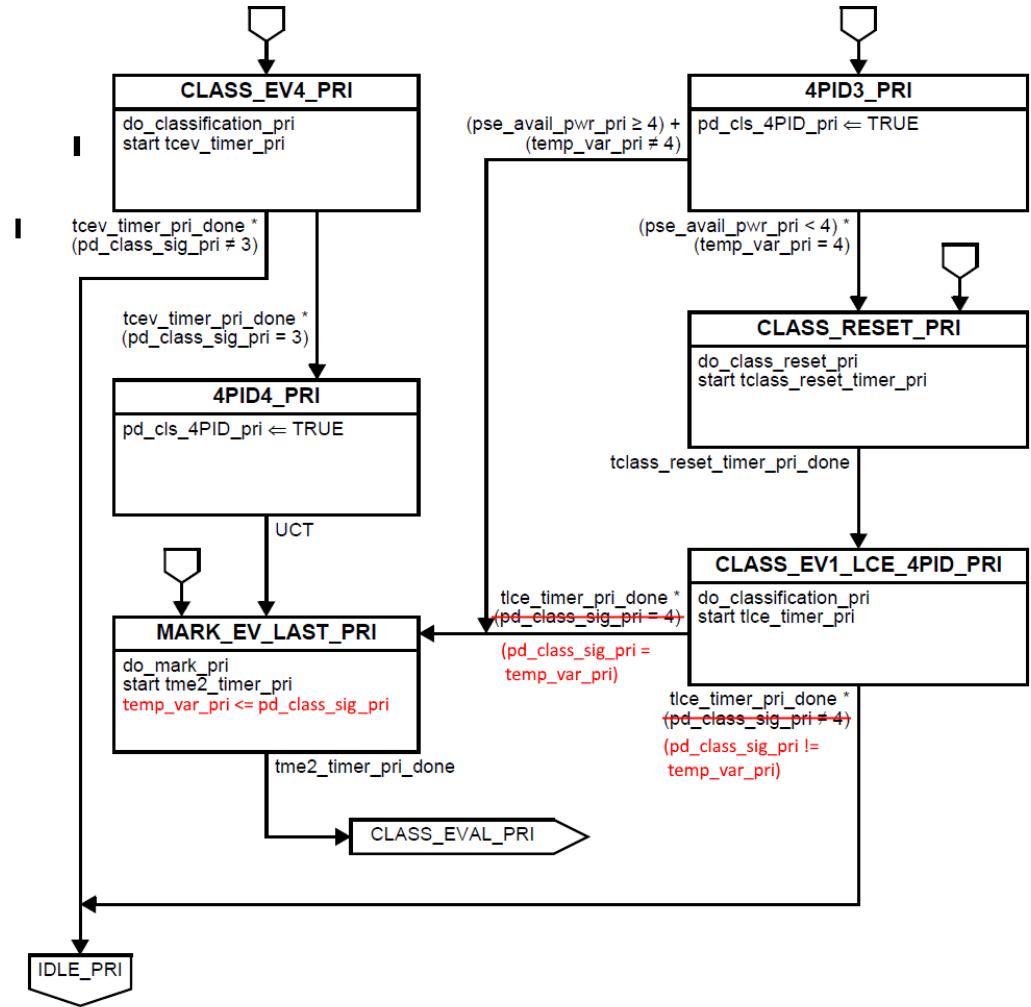 CLASS_EV4_PRI
do_classification_pri
start tcev_timer_pri
tcev_timer_pri_done *
(pd_class_sig_pri ≠ 3)
tcev_timer_pri_done *
(pd_class_sig_pri = 3)
4PID4_PRI
pd_cls_4PID_pri ⇐ TRUE
UCT
MARK_EV_LAST_PRI
do_mark_pri
start tme2_timer_pri
temp_var_pri <= pd_class_sig_pri
tme2_timer_pri_done
CLASS_EVAL_PRI
IDLE_PRI
4PID3_PRI
pd_cls_4PID_pri ⇐ TRUE
(pse_avail_pwr_pri ≥ 4) +
(temp_var_pri ≠ 4)
(pse_avail_pwr_pri < 4) *
(temp_var_pri = 4)
CLASS_RESET_PRI
do_class_reset_pri
start tclass_reset_timer_pri
tclass_reset_timer_pri_done
CLASS_EV1_LCE_4PID_PRI
do_classification_pri
start tlce_timer_pri
tlce_timer_pri_done *
(pd_class_sig_pri = 4)
(pd_class_sig_pri =
temp_var_pri)
tlce_timer_pri_done *
(pd_class_sig_pri ≠ 4)
(pd_class_sig_pri !=
temp_var_pri)